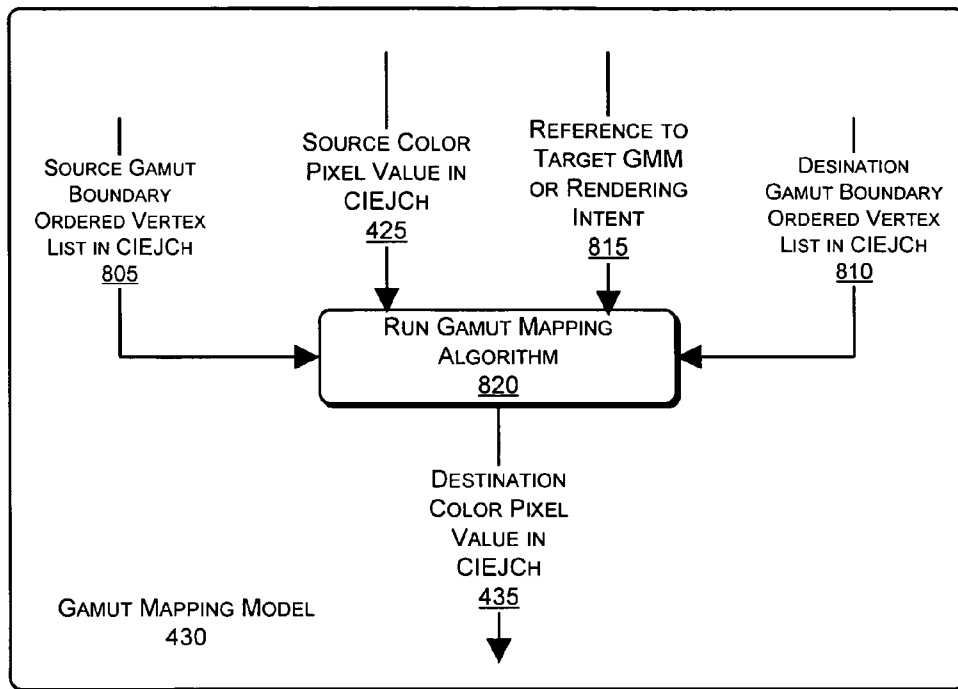 SOURCE GAMUT
BOUNDARY
ORDERED VERTEX
LIST IN CIEJCH
805
SOURCE COLOR
PIXEL VALUE IN
CIEJCH
425
REFERENCE TO
TARGET GMM
OR RENDERING
INTENT
815
DESINATION
GAMUT BOUNDARY
ORDERED VERTEX
LIST IN CIEJCH
810
RUN GAMUT MAPPING
ALGORITHM
820
DESTINATION
COLOR PIXEL
VALUE IN
CIEJCH
435
GAMUT MAPPING MODEL
430